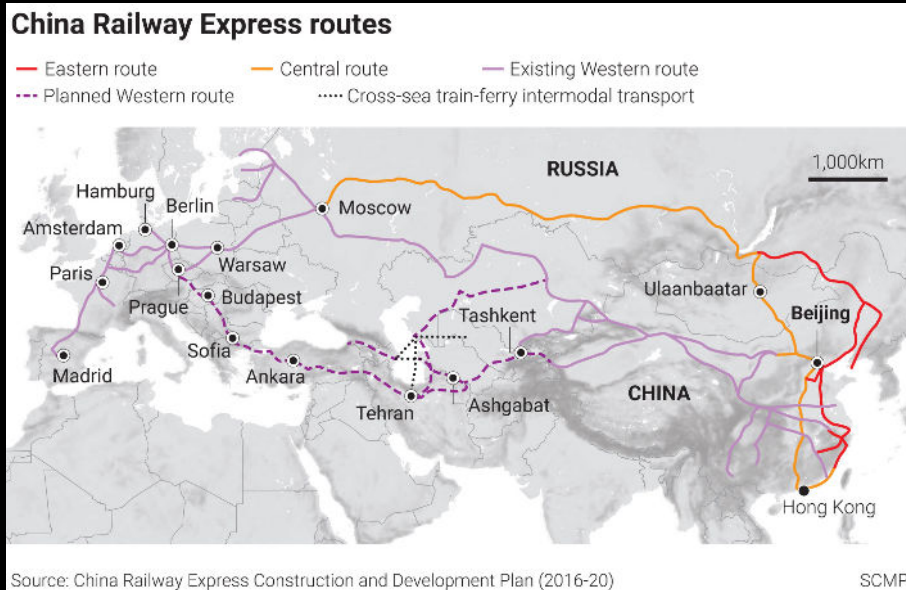 China Railway Express routes
Eastern route
Central route
Existing Western route
Planned Western route
Cross-sea train-ferry intermodal transport
RUSSIA
1,000km
Hamburg
Berlin
Moscow
Amsterdam
Paris
Warsaw
Prague
Budapest
Ulaanbaatar
Beijing
Tashkent
Sofia
Madrid
Ankara
Tehran
Ashgabat
CHINA
Hong Kong
Source: China Railway Express Construction and Development Plan (2016-20)
SCMP